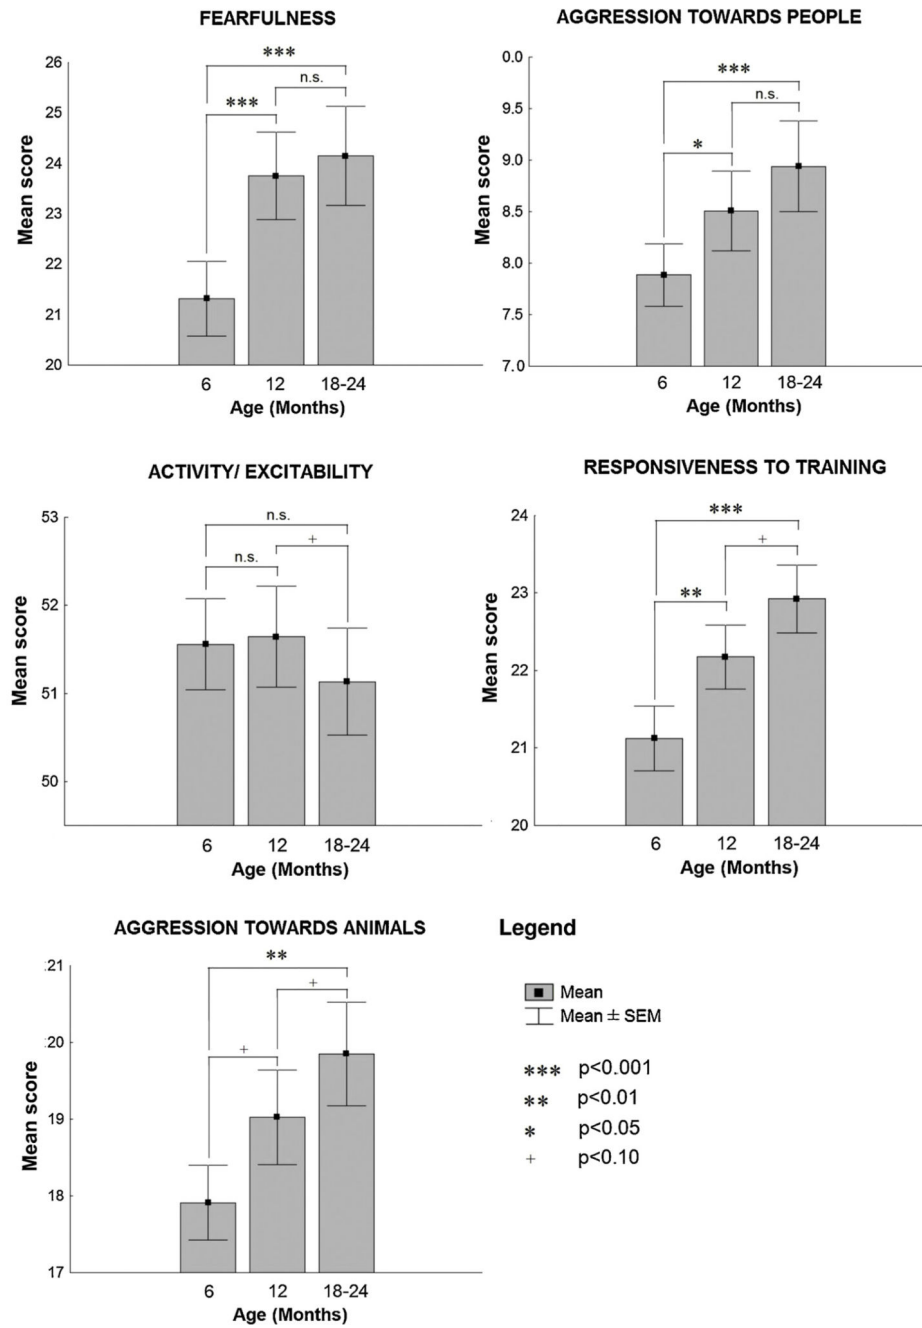 FEARFULNESS
***
n.s.
***
26
25
24
23
22
21
20
Mean score
6 12 18-24
Age (Months)
AGGRESSION TOWARDS PEOPLE
***
n.s.
*
0.0
9.5
9.0
8.5
8.0
7.5
7.0
Mean score
6 12 18-24
Age (Months)
ACTIVITY/ EXCITABILITY
n.s.
+
n.s.
53
52
51
50
Mean score
6 12 18-24
Age (Months)
RESPONSIVENESS TO TRAINING
***
+
**
24
23
22
21
20
Mean score
6 12 18-24
Age (Months)
AGGRESSION TOWARDS ANIMALS
**
+
+
21
20
19
18
17
Mean score
6 12 18-24
Age (Months)
Legend
Mean
Mean ± SEM
*** p<0.001
** p<0.01
* p<0.05
+ p<0.10